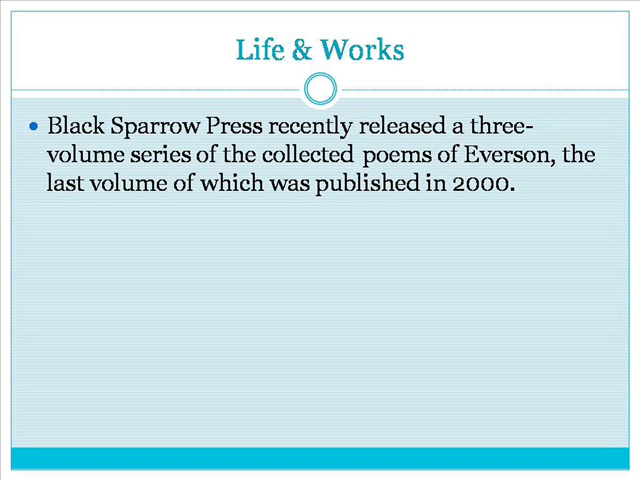 Life & Works
• Black Sparrow Press recently released a three-
volume series of the collected poems of Everson, the
last volume of which was published in 2000.